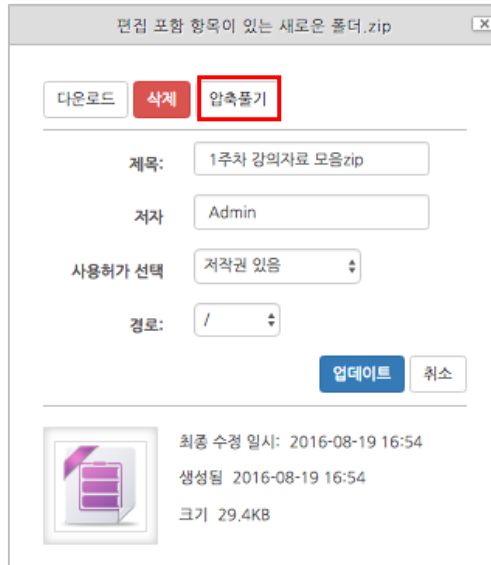 편집 포함 항목이 있는 새로운 폴더.zip
다운로드 삭제 압축풀기
제목: 1주차 강의자료 모음zip
저자 Admin
사용허가 선택 저작권 있음
경로: /
업데이트 취소
최종 수정 일시: 2016-08-19 16:54
생성됨 2016-08-19 16:54
크기 29.4KB